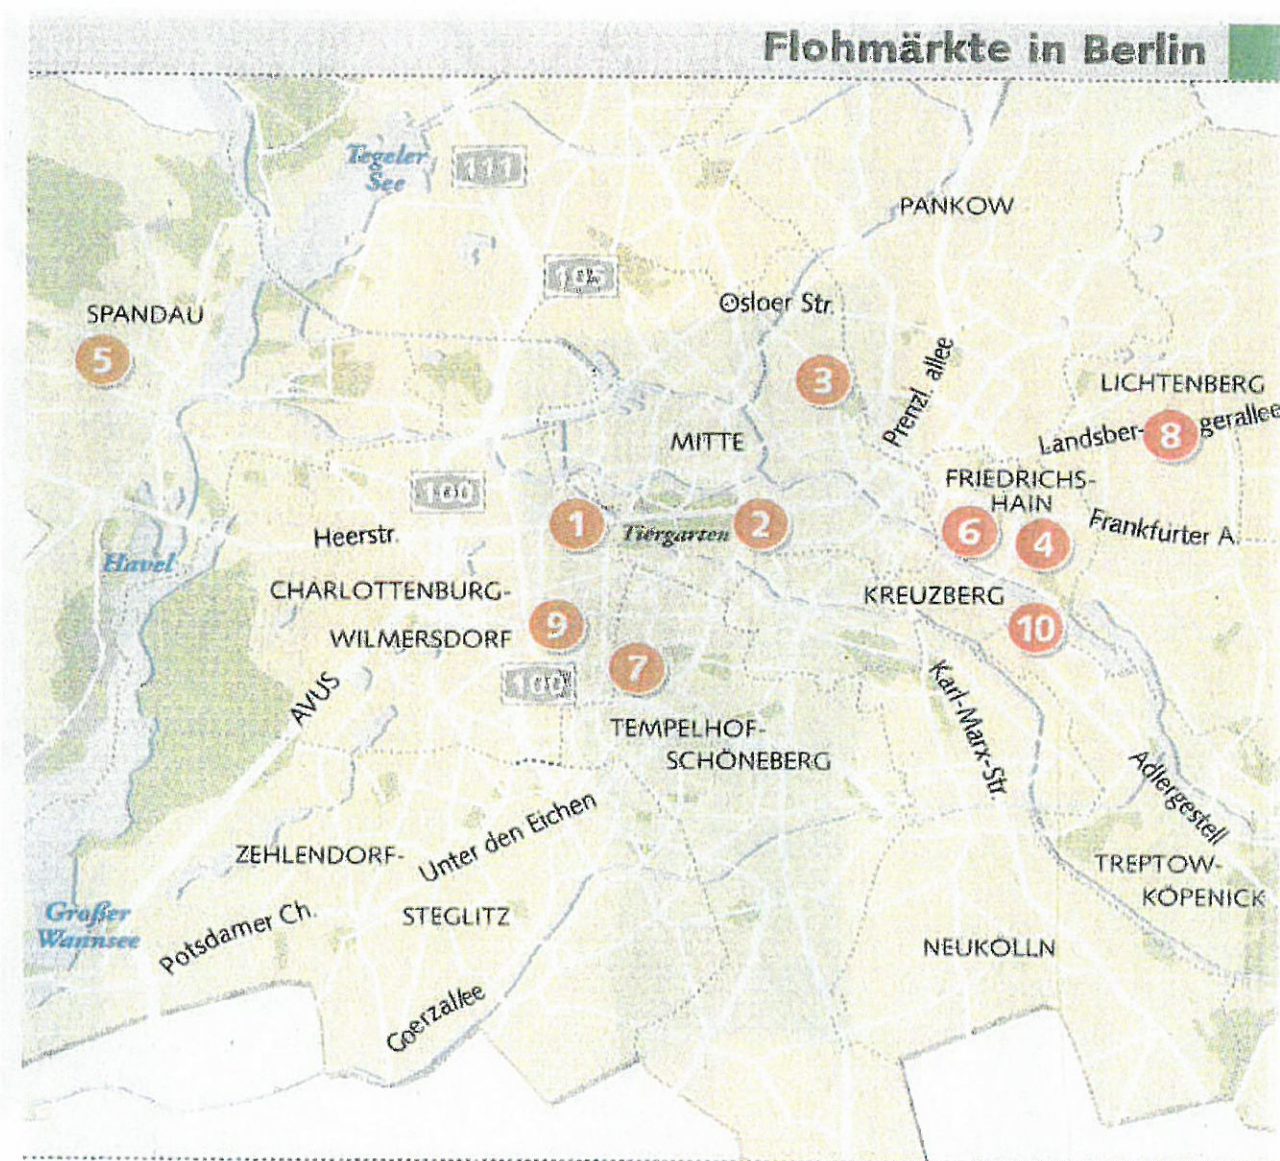 Flohmärkte in Berlin
Tegeler
See
111
PANKOW
Osloer Str.
SPANDAU
5
3
Prenzl. allee
LICHTENBERG
Landsber-
8
gerallee
MITTE
FRIEDRICHS-
HAIN
100
1
Tiergarten
2
6
4
Frankfurter A.
Heerstr.
Havel
CHARLOTTENBURG-
WILMERSDORF
9
KREUZBERG
10
7
100
AVUS
TEMPELHOF-
SCHÖNEBERG
Karl-Marx-Str.
Adlergestell
Unter den Eichen
ZEHLENDORF-
STEGLITZ
TREPTOW-
KÖPENICK
Großer
Wannsee
Potsdamer Ch.
NEUKÖLLN
Goerzallee